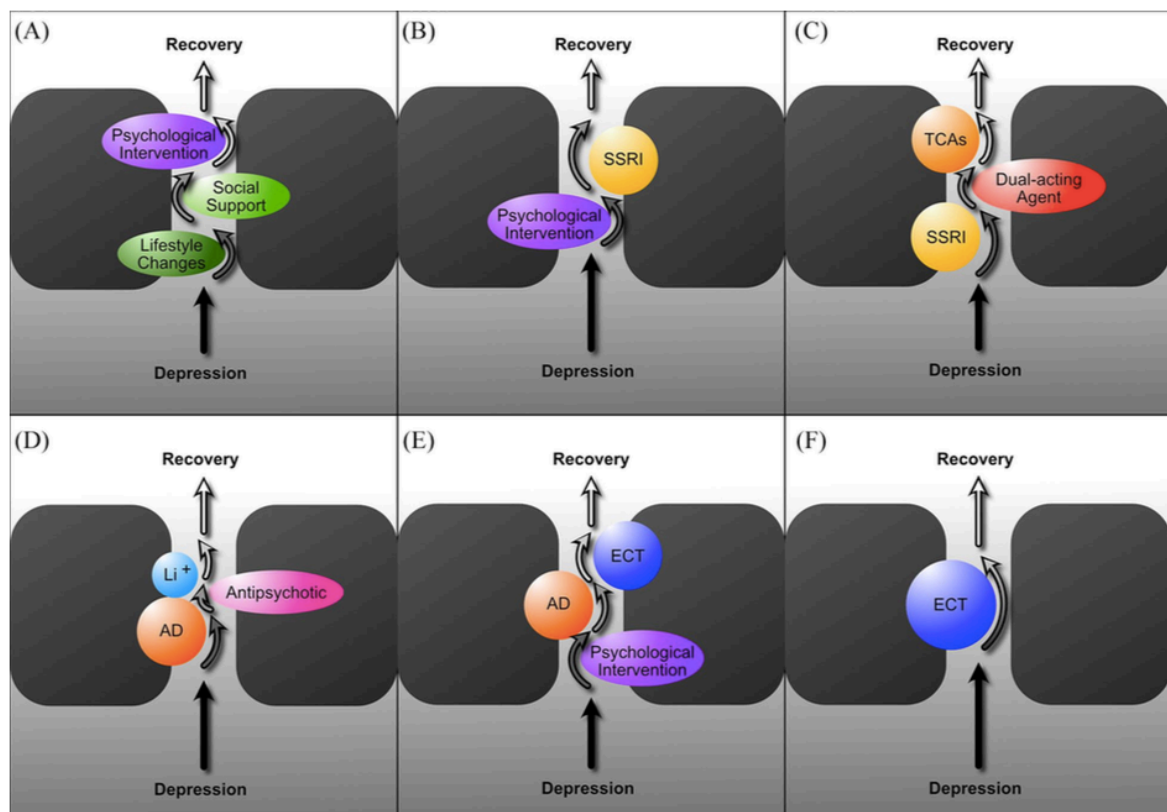 (A)
Recovery
Psychological
Intervention
Social
Support
Lifestyle
Changes
Depression
(B)
Recovery
SSRI
Psychological
Intervention
Depression
(C)
Recovery
TCAs
Dual-acting
Agent
SSRI
Depression
(D)
Recovery
Li +
Antipsychotic
AD
Depression
(E)
Recovery
ECT
AD
Psychological
Intervention
Depression
(F)
Recovery
ECT
Depression